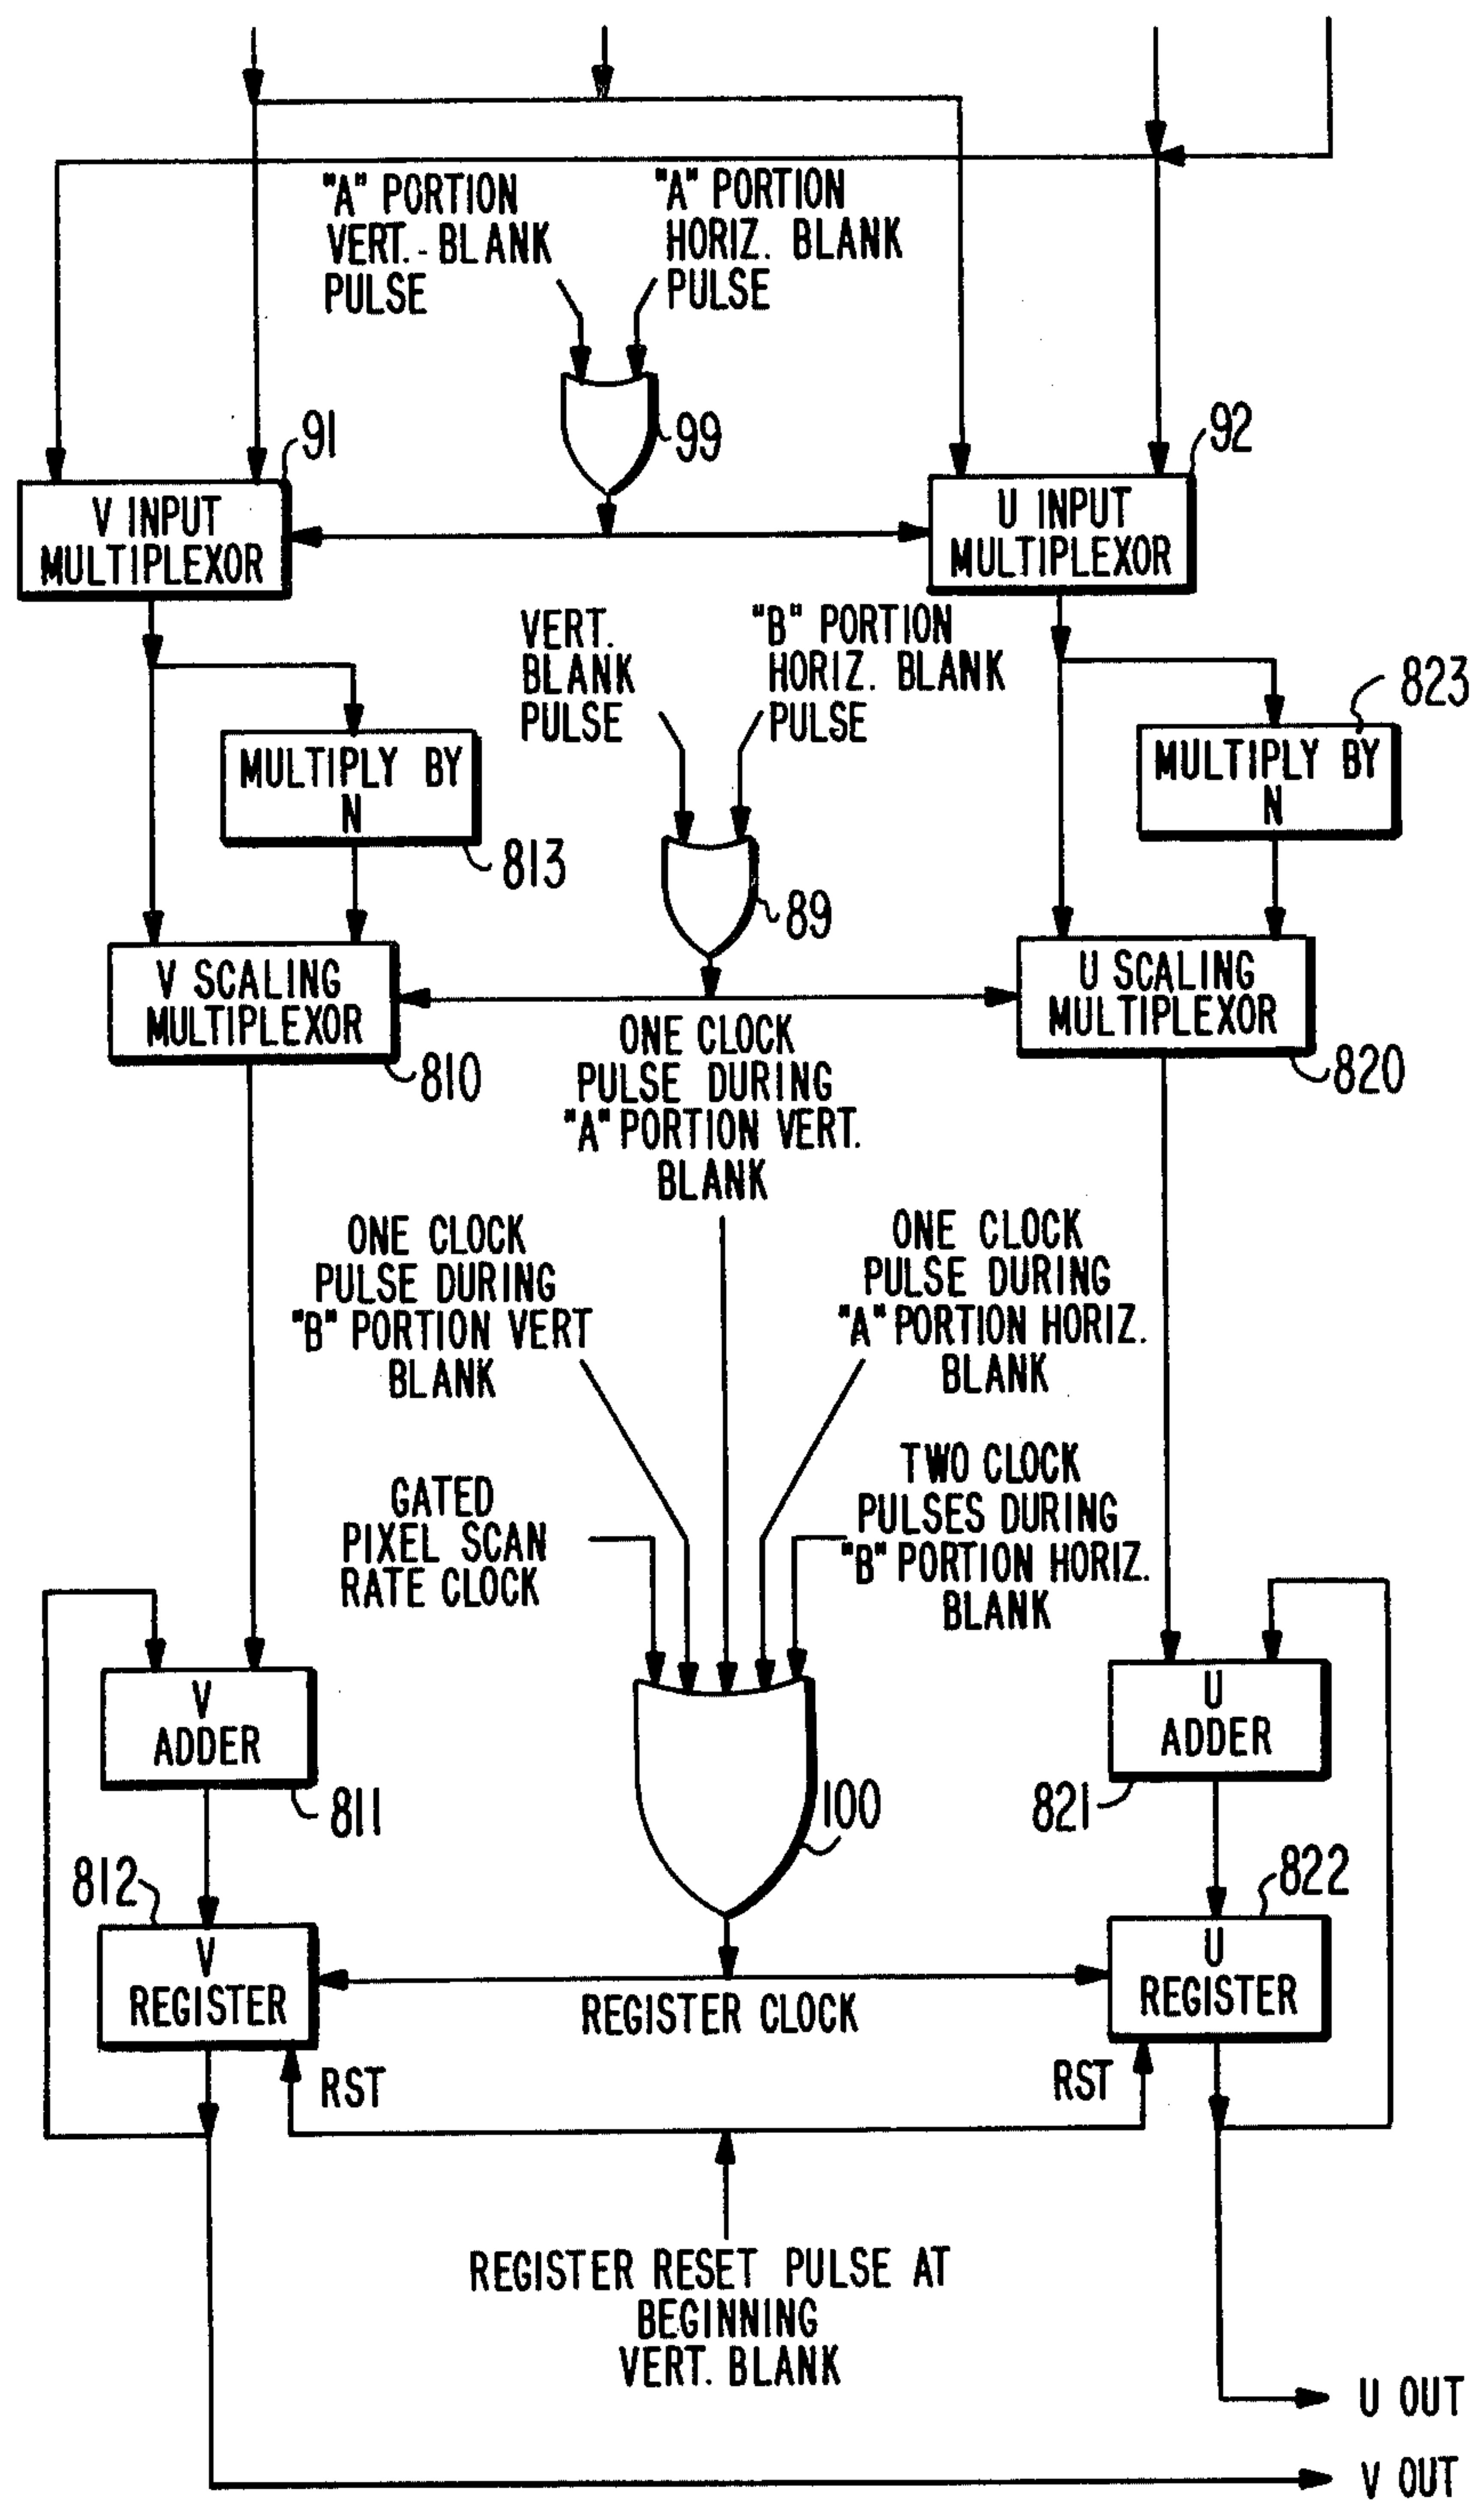 "A" PORTION
VERT.-BLANK
PULSE
"A" PORTION
HORIZ. BLANK
PULSE
91
99
92
V INPUT
MULTIPLEXOR
U INPUT
MULTIPLEXOR
VERT.
BLANK
PULSE
"B" PORTION
HORIZ. BLANK
PULSE
823
MULTIPLY BY
N
MULTIPLY BY
N
813
89
V SCALING
MULTIPLEXOR
U SCALING
MULTIPLEXOR
810
820
ONE CLOCK
PULSE DURING
"A" PORTION VERT.
BLANK
ONE CLOCK
PULSE DURING
"B" PORTION VERT
BLANK
ONE CLOCK
PULSE DURING
"A" PORTION HORIZ.
BLANK
GATED
PIXEL SCAN
RATE CLOCK
TWO CLOCK
PULSES DURING
"B" PORTION HORIZ.
BLANK
V
ADDER
U
ADDER
811
100
821
812
822
V
REGISTER
U
REGISTER
REGISTER CLOCK
RST
RST
REGISTER RESET PULSE AT
BEGINNING
VERT. BLANK
U OUT
V OUT